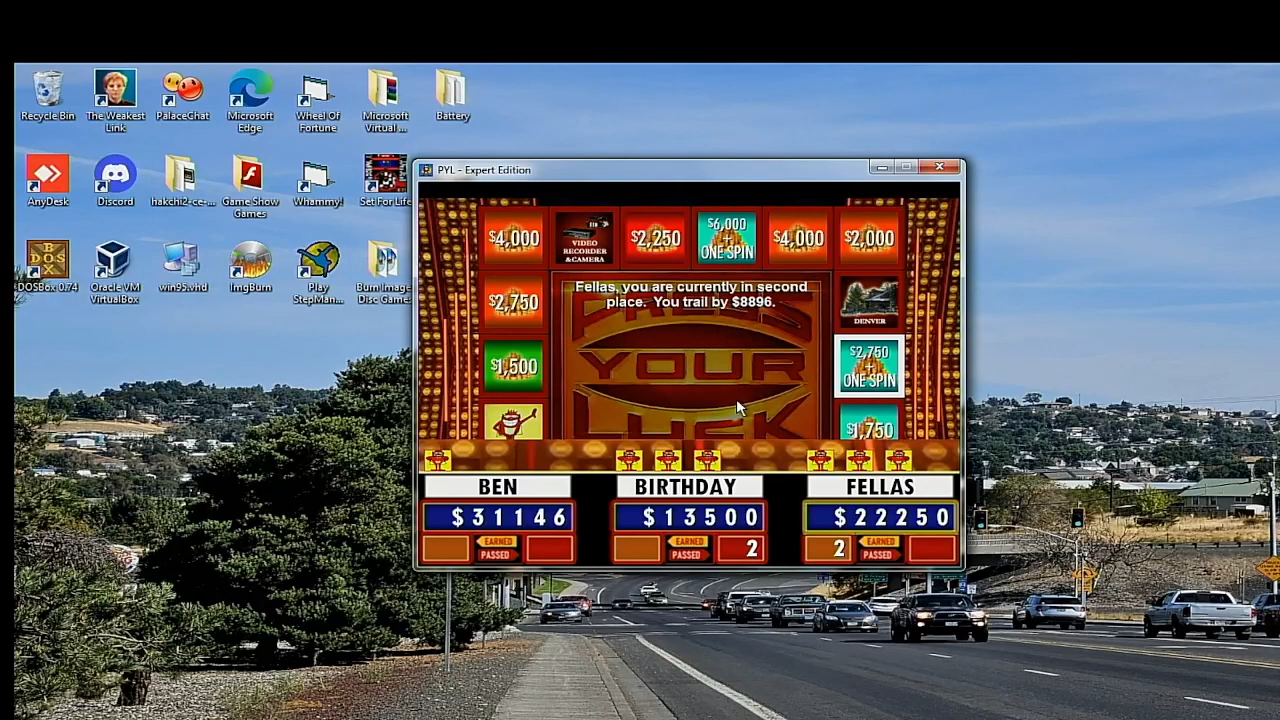 Recycle Bin
The Weakest Link
PalaceChat
Microsoft Edge
Wheel Of Fortune
Microsoft Virtual ...
Battery
AnyDesk
Discord
hakchi2-ce-...
Game Show Games
Whammy!
Set For Life
DOSBox 0.74
Oracle VM VirtualBox
win95.vhd
ImgBurn
Play StepMan...
Burn Image Disc Game
PYL - Expert Edition
$4,000
VIDEO RECORDER & CAMERA
$2,250
$6,000 + ONE SPIN
$4,000
$2,000
$2,750
Fellas, you are currently in second
place. You trail by $8896.
DENVER
$1,500
PRESS
YOUR
LUCK
$2,750 + ONE SPIN
$1,750
BEN
BIRTHDAY
FELLAS
$31146
$13500
$22250
EARNED
PASSED
EARNED
PASSED
2
2
EARNED
PASSED